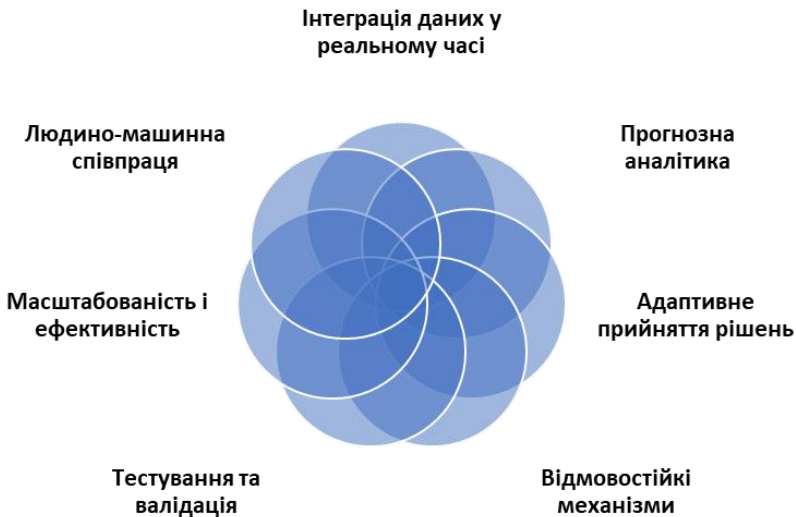 Інтеграція даних у
реальному часі
Людино-машинна
співпраця
Прогнозна
аналітика
Масштабованість і
ефективність
Адаптивне
прийняття рішень
Тестування та
валідація
Відмовостійкі
механізми